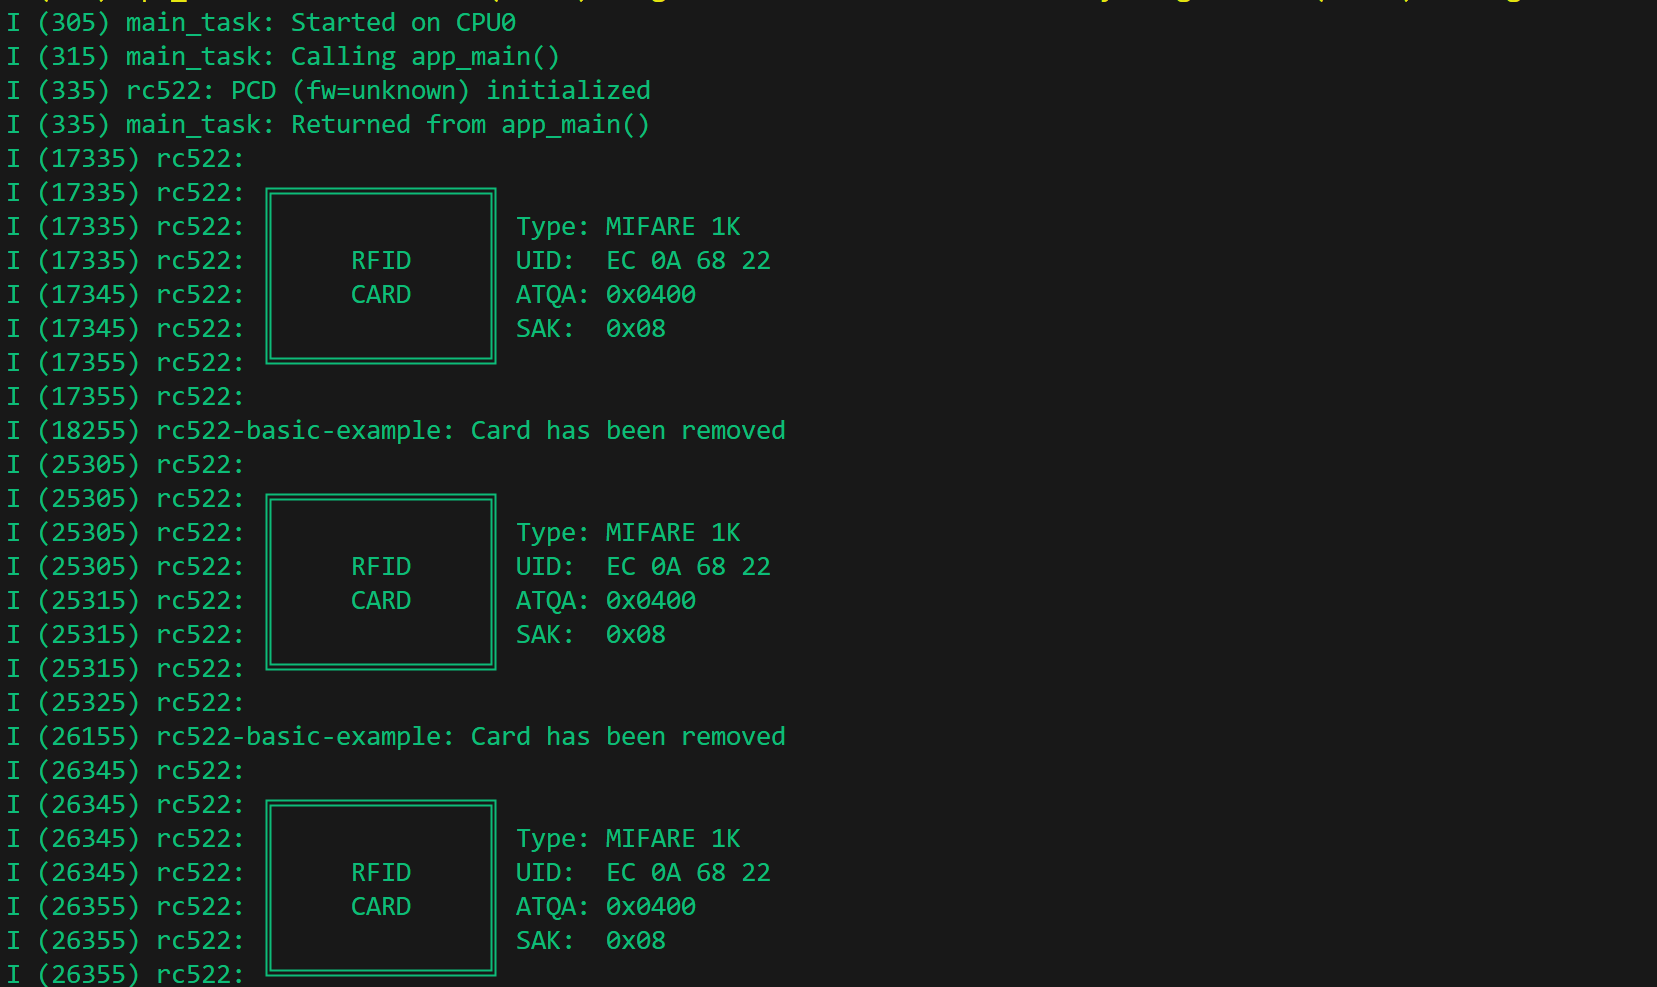 I (305) main_task: Started on CPU0
I (315) main_task: Calling app_main()
I (335) rc522: PCD (fw=unknown) initialized
I (335) main_task: Returned from app_main()
I (17335) rc522:
I (17335) rc522:
I (17335) rc522: Type: MIFARE 1K
I (17335) rc522: RFID UID: EC 0A 68 22
I (17345) rc522: CARD ATQA: 0x0400
I (17345) rc522: SAK: 0x08
I (17355) rc522:
I (17355) rc522:
I (18255) rc522-basic-example: Card has been removed
I (25305) rc522:
I (25305) rc522:
I (25305) rc522: Type: MIFARE 1K
I (25305) rc522: RFID UID: EC 0A 68 22
I (25315) rc522: CARD ATQA: 0x0400
I (25315) rc522: SAK: 0x08
I (25315) rc522:
I (25325) rc522:
I (26155) rc522-basic-example: Card has been removed
I (26345) rc522:
I (26345) rc522:
I (26345) rc522: Type: MIFARE 1K
I (26345) rc522: RFID UID: EC 0A 68 22
I (26355) rc522: CARD ATQA: 0x0400
I (26355) rc522: SAK: 0x08
I (26355) rc522: